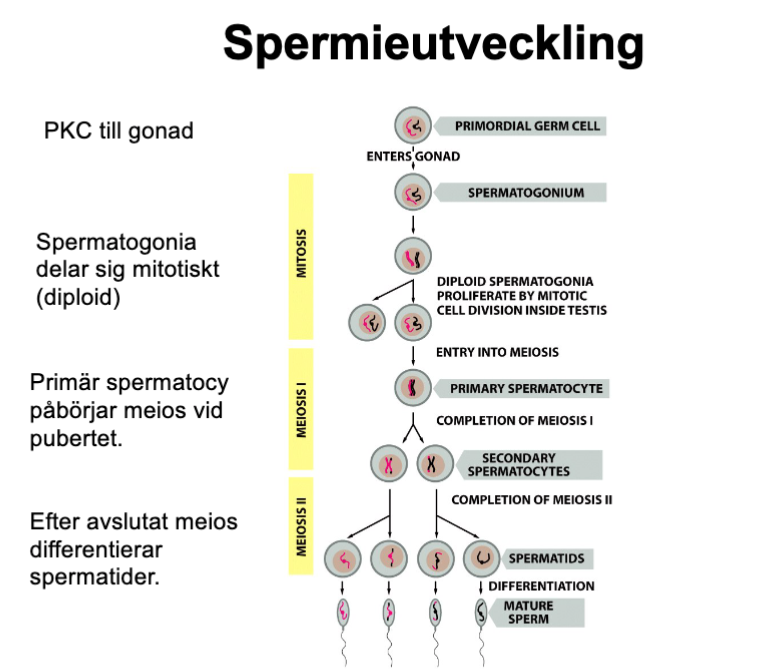 Spermieutveckling
PKC till gonad
PRIMORDIAL GERM CELL
ENTERS GONAD
SPERMATOGONIUM
MITOSIS
Spermatogonia
delar sig mitotiskt
(diploid)
DIPLOID SPERMATOGONIA
PROLIFERATE BY MITOTIC
CELL DIVISION INSIDE TESTIS
ENTRY INTO MEIOSIS
Primär spermatocy
påbörjar meios vid
pubertet.
MEIOSIS I
PRIMARY SPERMATOCYTE
COMPLETION OF MEIOSIS I
SECONDARY
SPERMATOCYTES
MEIOSIS II
COMPLETION OF MEIOSIS II
Efter avslutat meios
differentierar
spermatider.
SPERMATIDS
DIFFERENTIATION
MATURE
SPERM